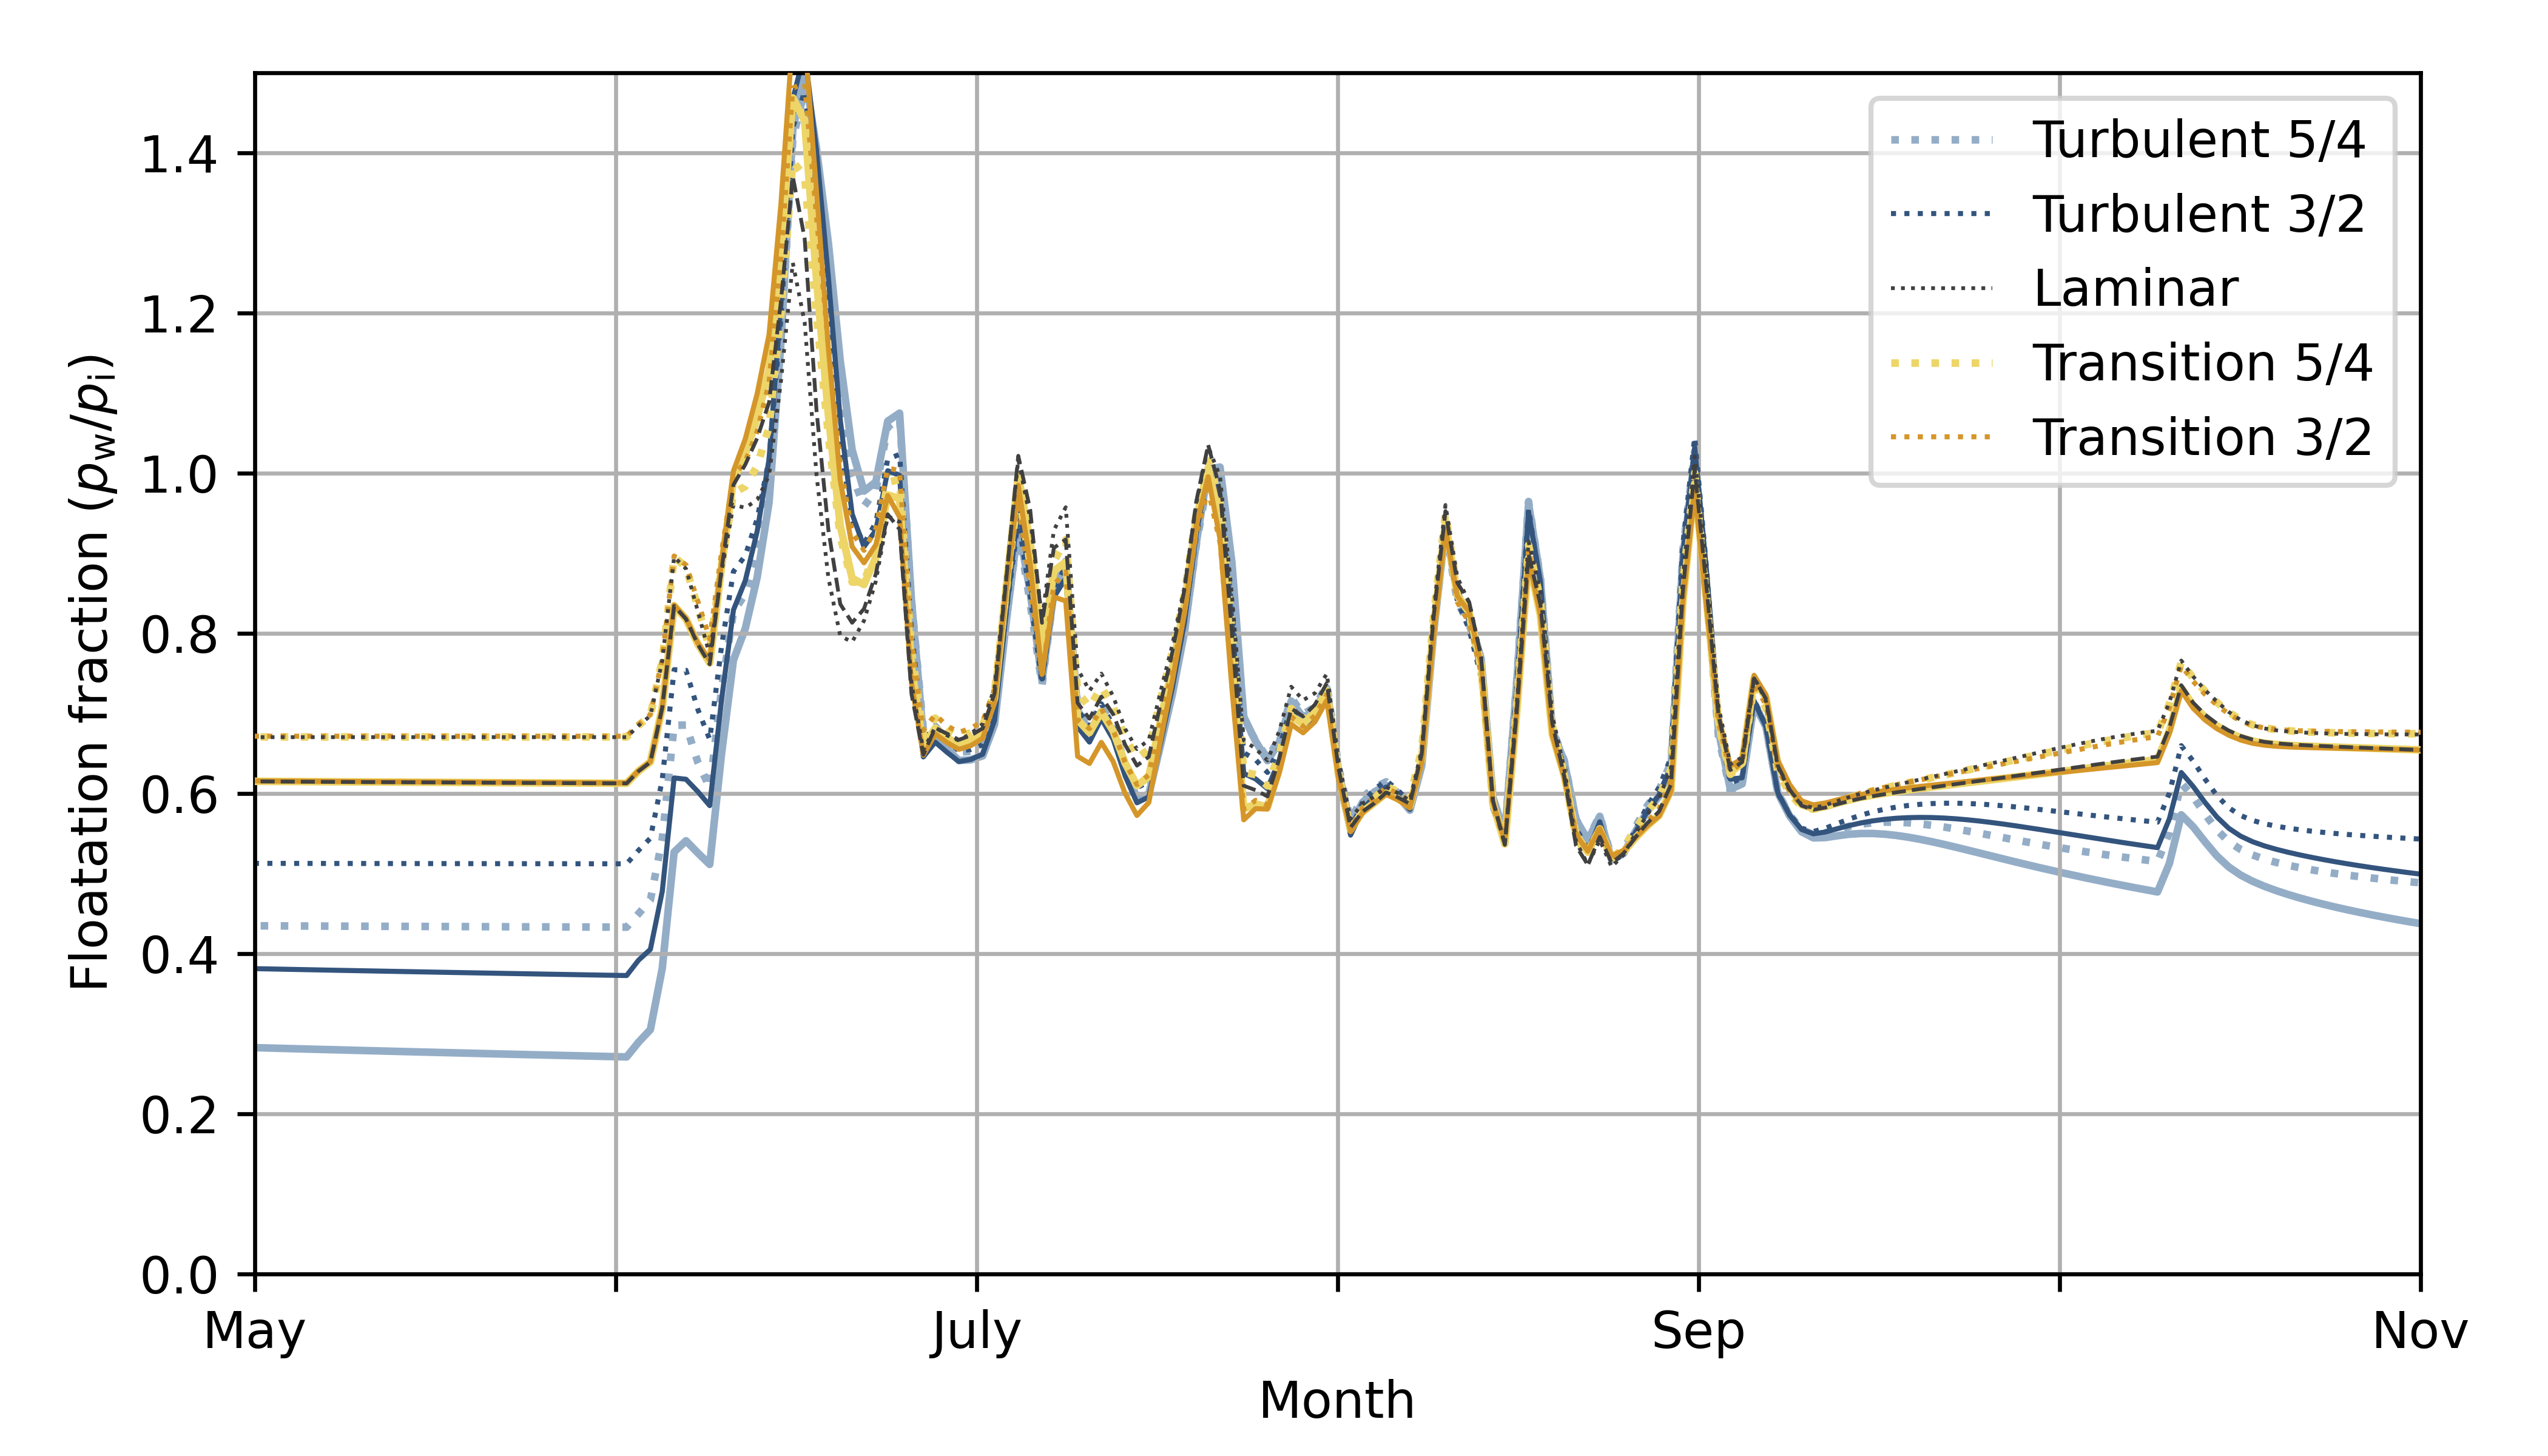 Floatation fraction (pw/pi)
1.4
1.2
1.0
0.8
0.6
0.4
0.2
0.0
Turbulent 5/4
Turbulent 3/2
Laminar
Transition 5/4
Transition 3/2
May
July
Sep
Nov
Month